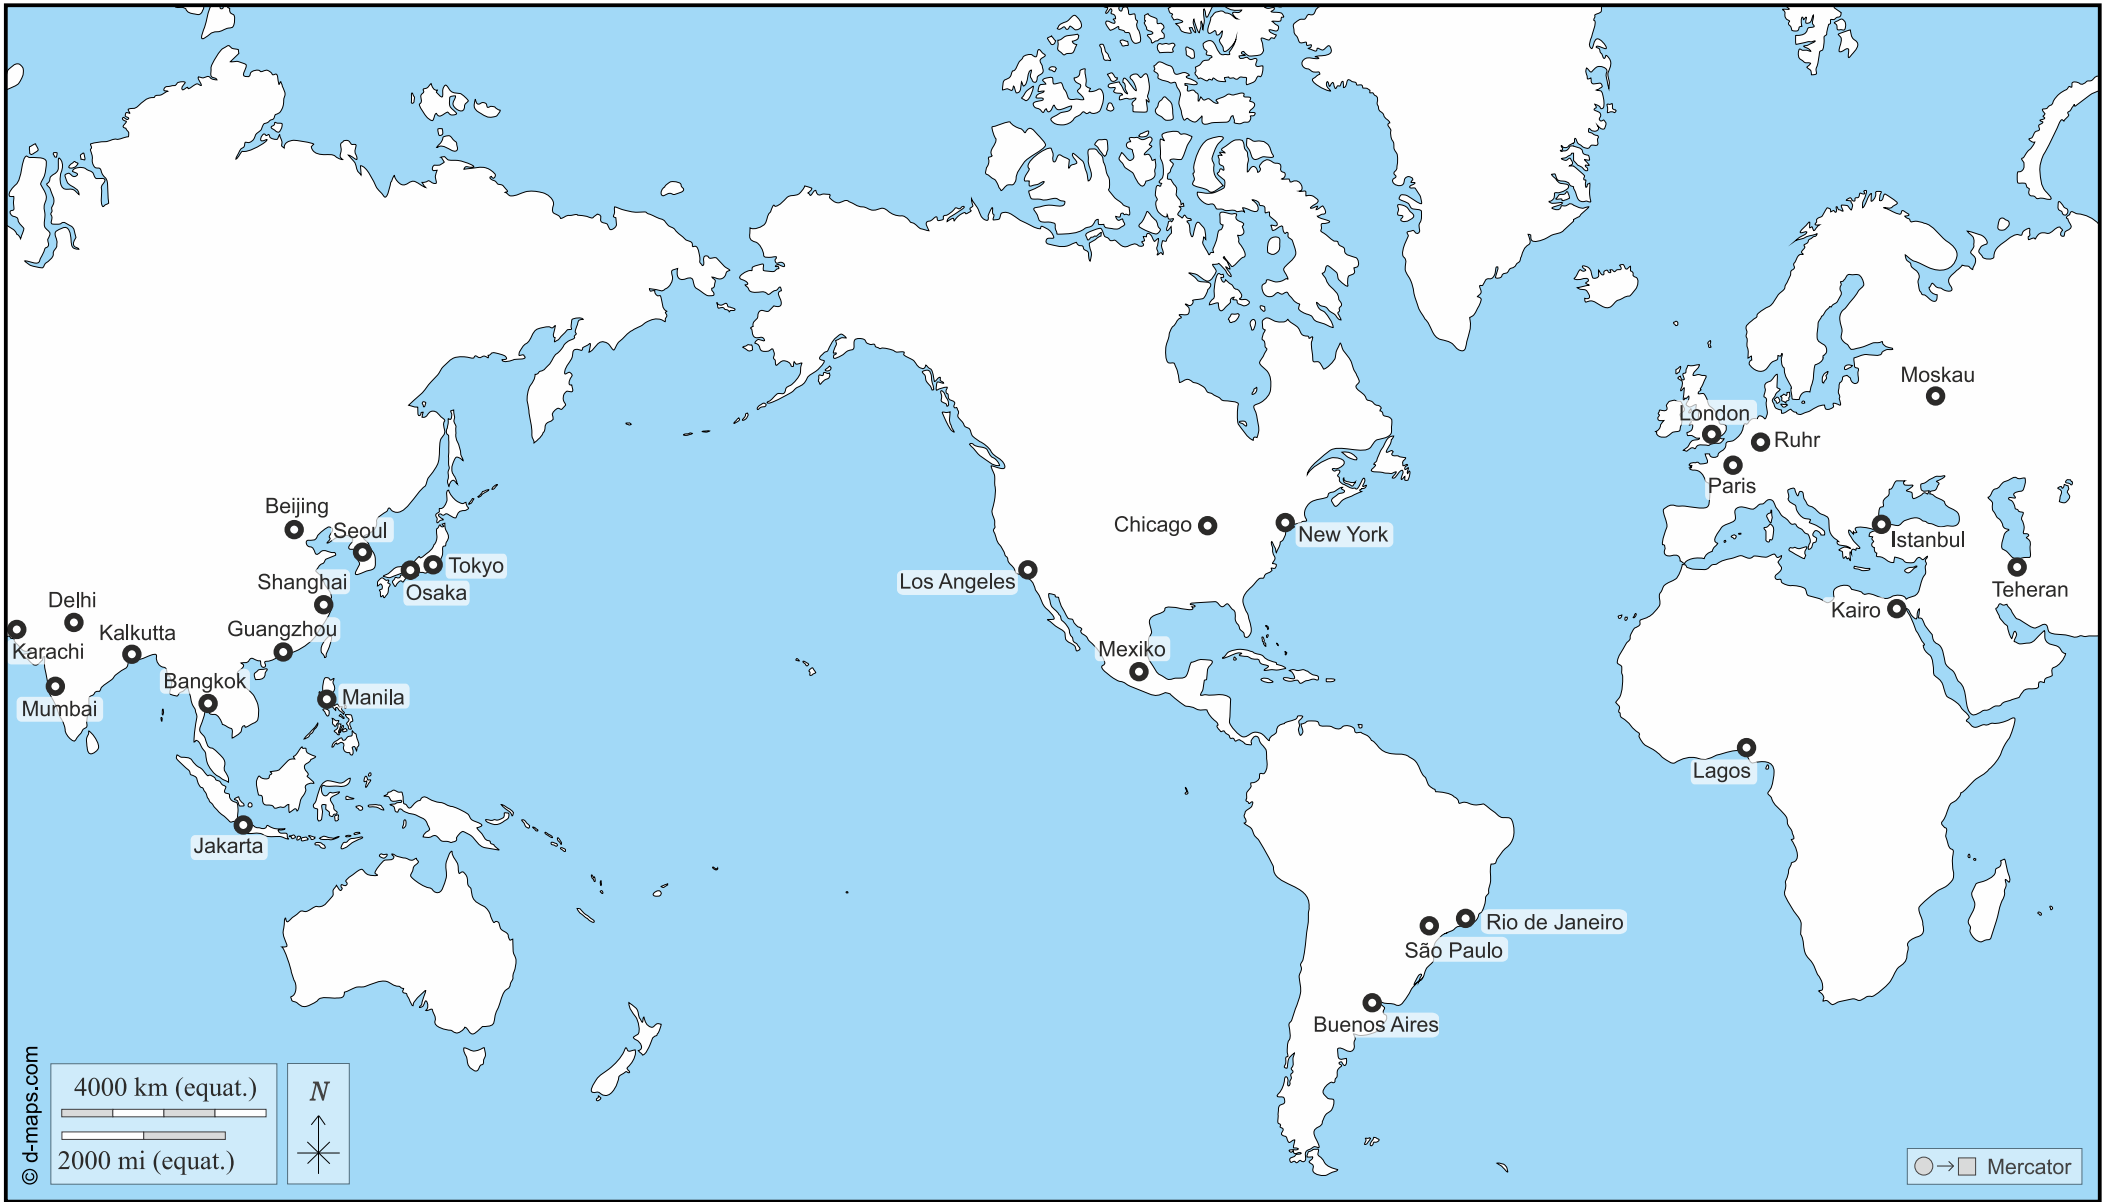 Moskau
London
Ruhr
Paris
Beijing
Seoul
Chicago
New York
Istanbul
Tokyo
Shanghai
Los Angeles
Osaka
Teheran
Delhi
Kairo
Guangzhou
Kalkutta
Karachi
Mexiko
Bangkok
Manila
Mumbai
Lagos
Jakarta
Rio de Janeiro
São Paulo
Buenos Aires
© d-maps.com
4000 km (equat.)
2000 mi (equat.)
N
Mercator